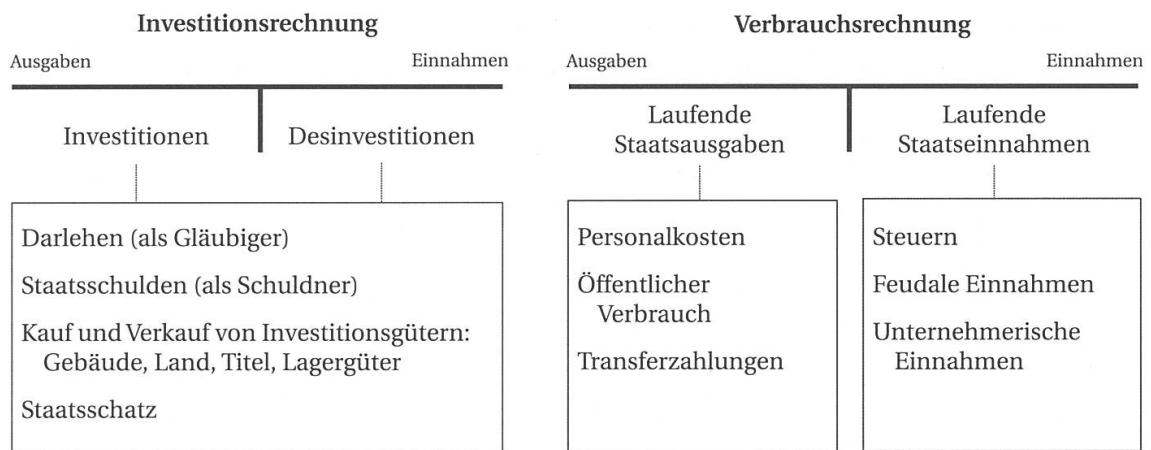 Investitionsrechnung
Ausgaben Einnahmen
Investitionen Desinvestitionen
Darlehen (als Gläubiger)
Staatsschulden (als Schuldner)
Kauf und Verkauf von Investitionsgütern:
Gebäude, Land, Titel, Lagergüter
Staatsschatz
Verbrauchsrechnung
Ausgaben Einnahmen
Laufende
Staatsausgaben
Laufende
Staatseinnahmen
Personalkosten
Öffentlicher
Verbrauch
Transferzahlungen
Steuern
Feudale Einnahmen
Unternehmerische
Einnahmen